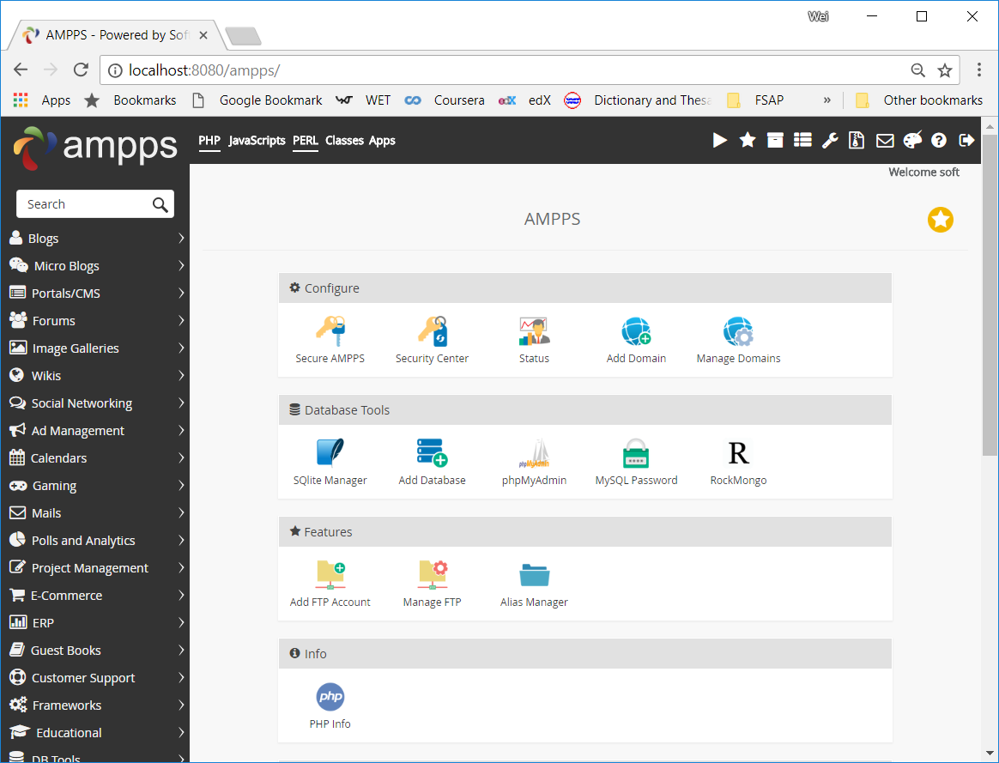 Wei
AMPPS - Powered by Sof
localhost:8080/ampps/
Apps Bookmarks Google Bookmark WET Coursera edX Dictionary and Thesa FSAP » Other bookmarks
ampps
PHP JavaScripts PERL Classes Apps
Welcome soft
Search
Blogs
Micro Blogs
Portals/CMS
Forums
Image Galleries
Wikis
Social Networking
Ad Management
Calendars
Gaming
Mails
Polls and Analytics
Project Management
E-Commerce
ERP
Guest Books
Customer Support
Frameworks
Educational
DB Tools
AMPPS
Configure
Secure AMPPS Security Center Status Add Domain Manage Domains
Database Tools
phpMyAdmin
R
SQlite Manager Add Database phpMyAdmin MySQL Password RockMongo
Features
Add FTP Account Manage FTP Alias Manager
Info
php
PHP Info